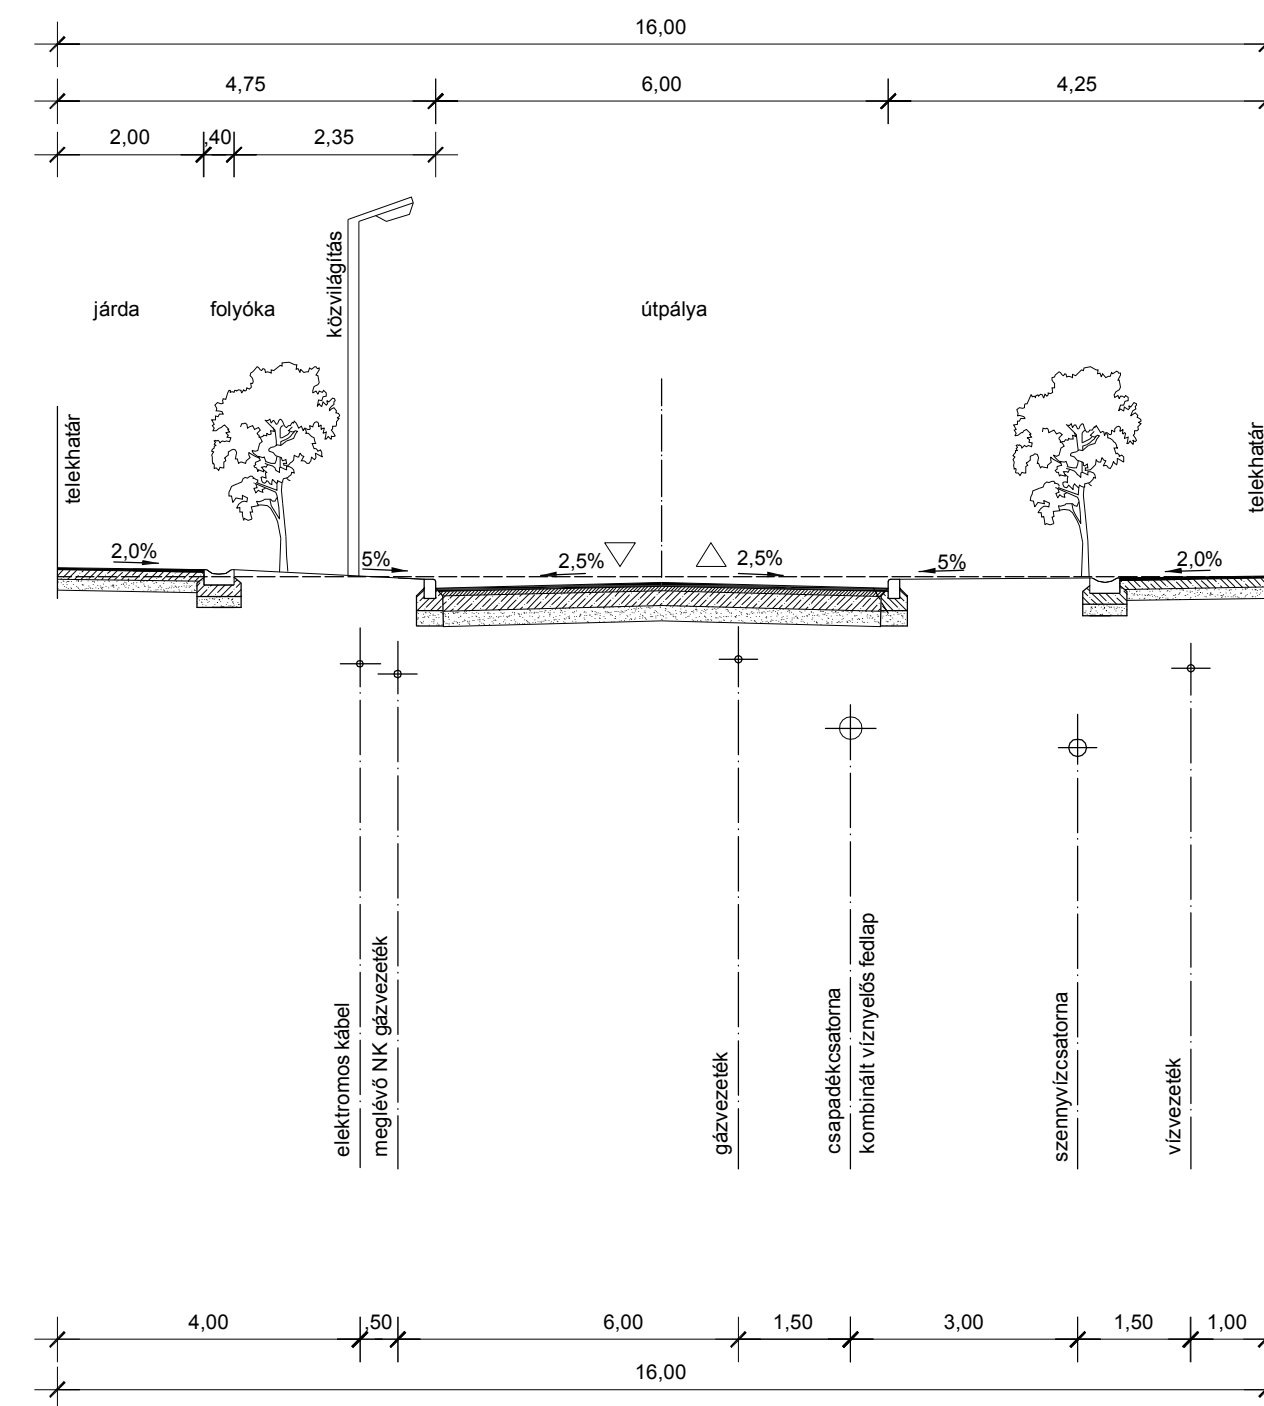 16,00
4,75
6,00
4,25
2,00
,40
2,35
közvilágítás
járda
folyóka
útpálya
telekhatár
telekhatár
2,0%
5%
2,5%
2,5%
5%
2,0%
elektromos kábel
meglévő NK gázvezeték
gázvezeték
csapadékcsatorna
kombinált víznyelős fedlap
szennyvízcsatorna
vízvezeték
4,00
,50
6,00
1,50
3,00
1,50
1,00
16,00